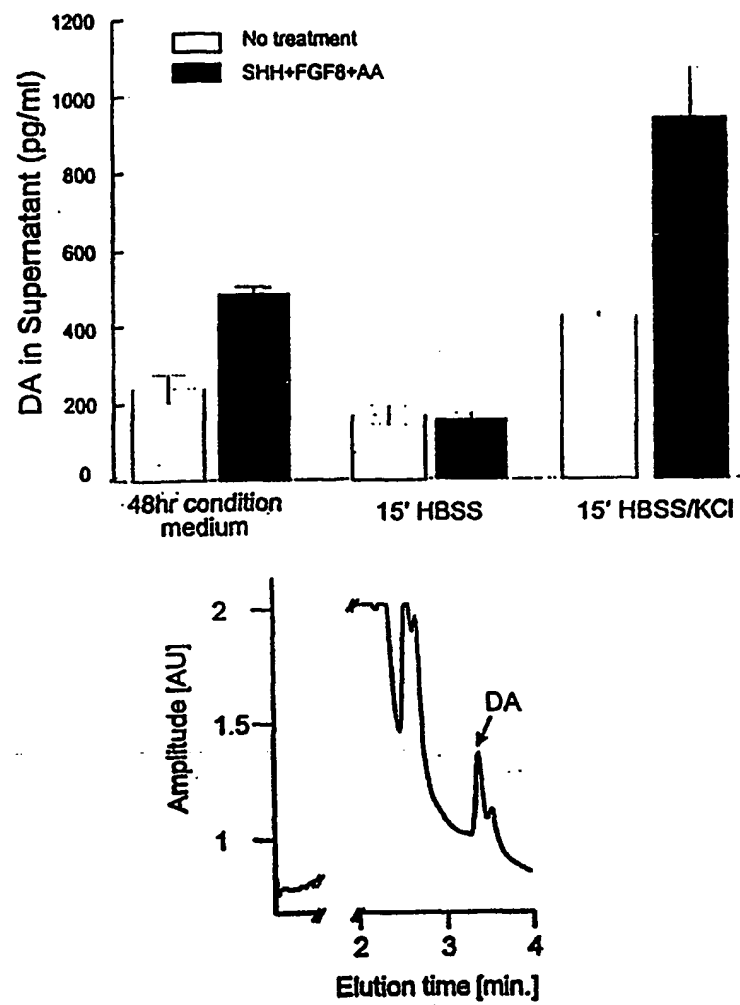 1200
1000
800
600
400
200
0
DA in Supernatant (pg/ml)
No treatment
SHH+FGF8+AA
48hr condition
medium
15' HBSS
15' HBSS/KCl
2
1.5
1
Amplitude [AU]
DA
2
3
4
Elution time [min.]